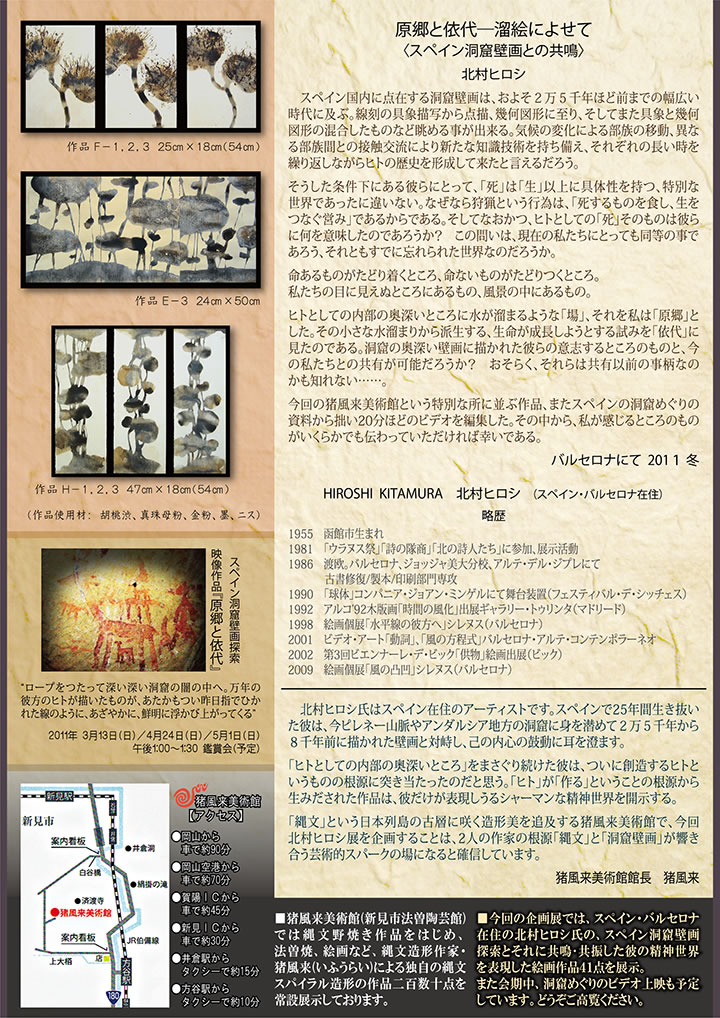 作品 F－1, 2, 3　25cm×18cm(54cm)
作品 E－3　24cm×50cm
作品 H－1, 2, 3　47cm×18cm(54cm)
(作品使用材:　胡桃渋、真珠母粉、金粉、墨、ニス)
スペイン洞窟壁画探索
映像作品『原郷と依代』
“ロープをつたって深い深い洞窟の闇の中へ。万年の
彼方のヒトが描いたものが、あたかもつい昨日指でひか
れた線のように、あざやかに、鮮明に浮かび上がってくる”
2011年 3月13日(日)／4月24日(日)／5月1日(日)
午後1:00～1:30 鑑賞会(予定)
新見駅
新見市
案内看板
井倉洞
白谷橋
絹掛の滝
済渡寺
猪風来美術館
案内看板
JR伯備線
上大栢
店
方谷駅
180
猪風来美術館
【アクセス】
●岡山から
車で約90分
●岡山空港から
車で約70分
●賀陽ＩＣから
車で約45分
●新見ＩＣから
車で約30分
●井倉駅から
タクシーで約15分
●方谷駅から
タクシーで約10分
原郷と依代―溜絵によせて
〈スペイン洞窟壁画との共鳴〉
北村ヒロシ
スペイン国内に点在する洞窟壁画は、およそ２万５千年ほど前までの幅広い
時代に及ぶ。線刻の具象描写から点描、幾何図形に至り、そしてまた具象と幾何
図形の混合したものなど眺める事が出来る。気候の変化による部族の移動、異な
る部族間との接触交流により新たな知識技術を持ち備え、それぞれの長い時を
繰り返しながらヒトの歴史を形成して来たと言えるだろう。
そうした条件下にある彼らにとって、「死」は「生」以上に具体性を持つ、特別な
世界であったに違いない。なぜなら狩猟という行為は、「死するものを食し、生を
つなぐ営み」であるからである。そしてなおかつ、ヒトとしての「死」そのものは彼ら
に何を意味したのであろうか？　この問いは、現在の私たちにとっても同等の事で
あろう、それともすでに忘れられた世界なのだろうか。
命あるものがたどり着くところ、命ないものがたどりつくところ。
私たちの目に見えぬところにあるもの、風景の中にあるもの。
ヒトとしての内部の奥深いところに水が溜まるような「場」、それを私は「原郷」と
した。その小さな水溜まりから派生する、生命が成長しようとする試みを「依代」に
見たのである。洞窟の奥深い壁画に描かれた彼らの意志するところのものと、今
の私たちとの共有が可能だろうか？　おそらく、それらは共有以前の事柄なの
かも知れない……。
今回の猪風来美術館という特別な所に並ぶ作品、またスペインの洞窟めぐりの
資料から拙い20分ほどのビデオを編集した。その中から、私が感じるところのもの
がいくらかでも伝わっていただければ幸いである。
バルセロナにて 2011 冬
HIROSHI KITAMURA　北村ヒロシ　(スペイン・バルセロナ在住)
略歴
1955　函館市生まれ
1981　「ウラヌス祭」「詩の隊商」「北の詩人たち」に参加、展示活動
1986　渡欧。バルセロナ、ジョッジャ美大分校、アルテ・デル・ジプレにて
古書修復/製本/印刷部門専攻
1990　「球体」コンパニア・ジョアン・ミンゲルにて舞台装置(フェスティバル・デ・シッチェス)
1992　アルコ'92木版画「時間の風化」出展ギャラリー・トゥリンタ(マドリード)
1998　絵画個展「水平線の彼方へ」シレヌス(バルセロナ)
2001　ビデオ・アート「動詞」、「風の方程式」バルセロナ・アルテ・コンテンポラーネオ
2002　第3回ビエンナーレ・デ・ビック「供物」絵画出展(ビック)
2009　絵画個展「風の凸凹」シレヌス(バルセロナ)
北村ヒロシ氏はスペイン在住のアーティストです。スペインで25年間生き抜い
た彼は、今ピレネー山脈やアンダルシア地方の洞窟に身を潜めて２万５千年から
８千年前に描かれた壁画と対峙し、己の内心の鼓動に耳を澄ます。
「ヒトとしての内部の奥深いところ」をまさぐり続けた彼は、ついに創造するヒトと
いうものの根源に突き当たったのだと思う。「ヒト」が「作る」ということの根源から
生みだされた作品は、彼だけが表現しうるシャーマンな精神世界を開示する。
「縄文」という日本列島の古層に咲く造形美を追及する猪風来美術館で、今回
北村ヒロシ展を企画することは、2人の作家の根源「縄文」と「洞窟壁画」が響き
合う芸術的スパークの場になると確信しています。
猪風来美術館館長　猪風来
■猪風来美術館(新見市法曽陶芸館)
では縄文野焼き作品をはじめ、
法曽焼、絵画など、縄文造形作家・
猪風来(いふうらい)による独自の縄文
スパイラル造形の作品二百数十点を
常設展示しております。
■今回の企画展では、スペイン・バルセロナ
在住の北村ヒロシ氏の、スペイン洞窟壁画
探索とそれに共鳴・共振した彼の精神世界
を表現した絵画作品41点を展示。
また会期中、洞窟めぐりのビデオ上映も予定
しています。どうぞご高覧ください。